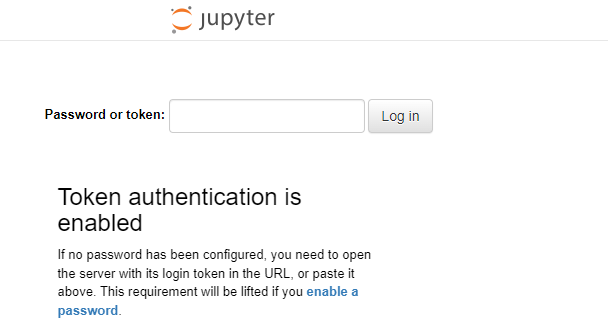 jupyter
Password or token: Log in
Token authentication is
enabled
If no password has been configured, you need to open
the server with its login token in the URL, or paste it
above. This requirement will be lifted if you enable a
password.